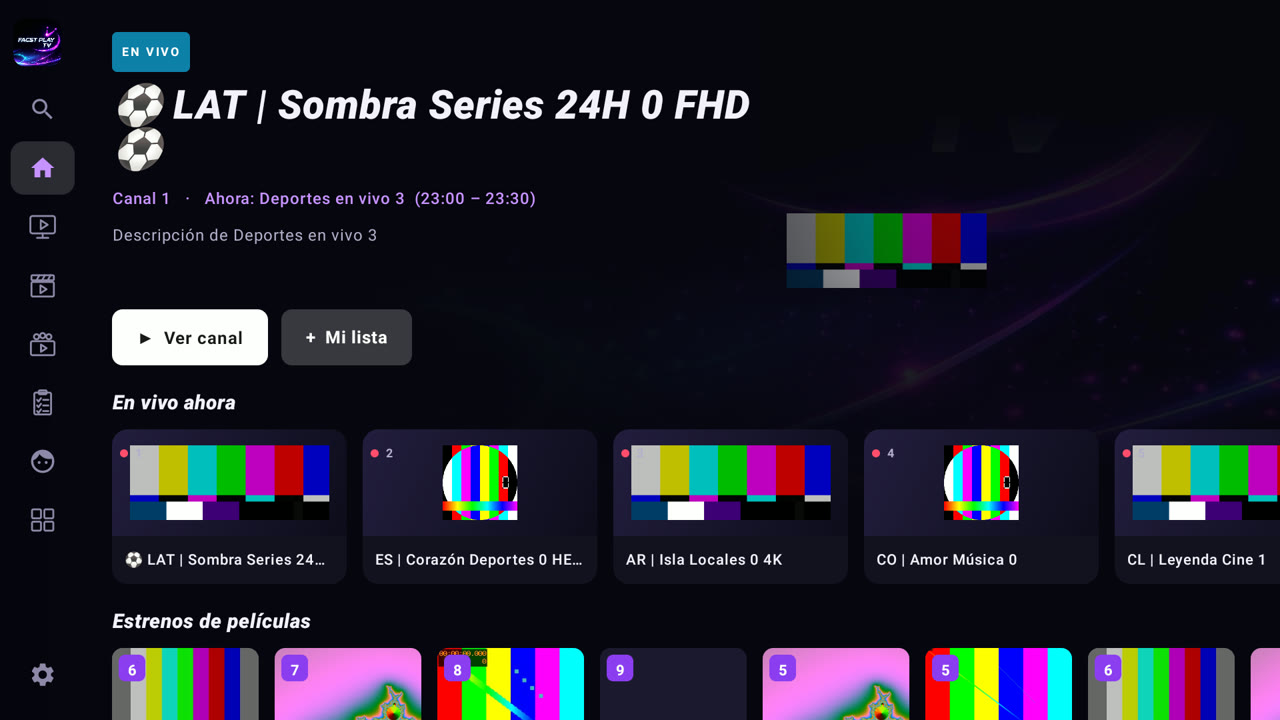 FACST PLAY
TV
EN VIVO
⚽ LAT | Sombra Series 24H 0 FHD
⚽
Canal 1 · Ahora: Deportes en vivo 3 (23:00 – 23:30)
Descripción de Deportes en vivo 3
► Ver canal
+ Mi lista
En vivo ahora
1
2
3
4
5
⚽ LAT | Sombra Series 24…
ES | Corazón Deportes 0 HE…
AR | Isla Locales 0 4K
CO | Amor Música 0
CL | Leyenda Cine 1
Estrenos de películas
6
7
8
9
5
5
6